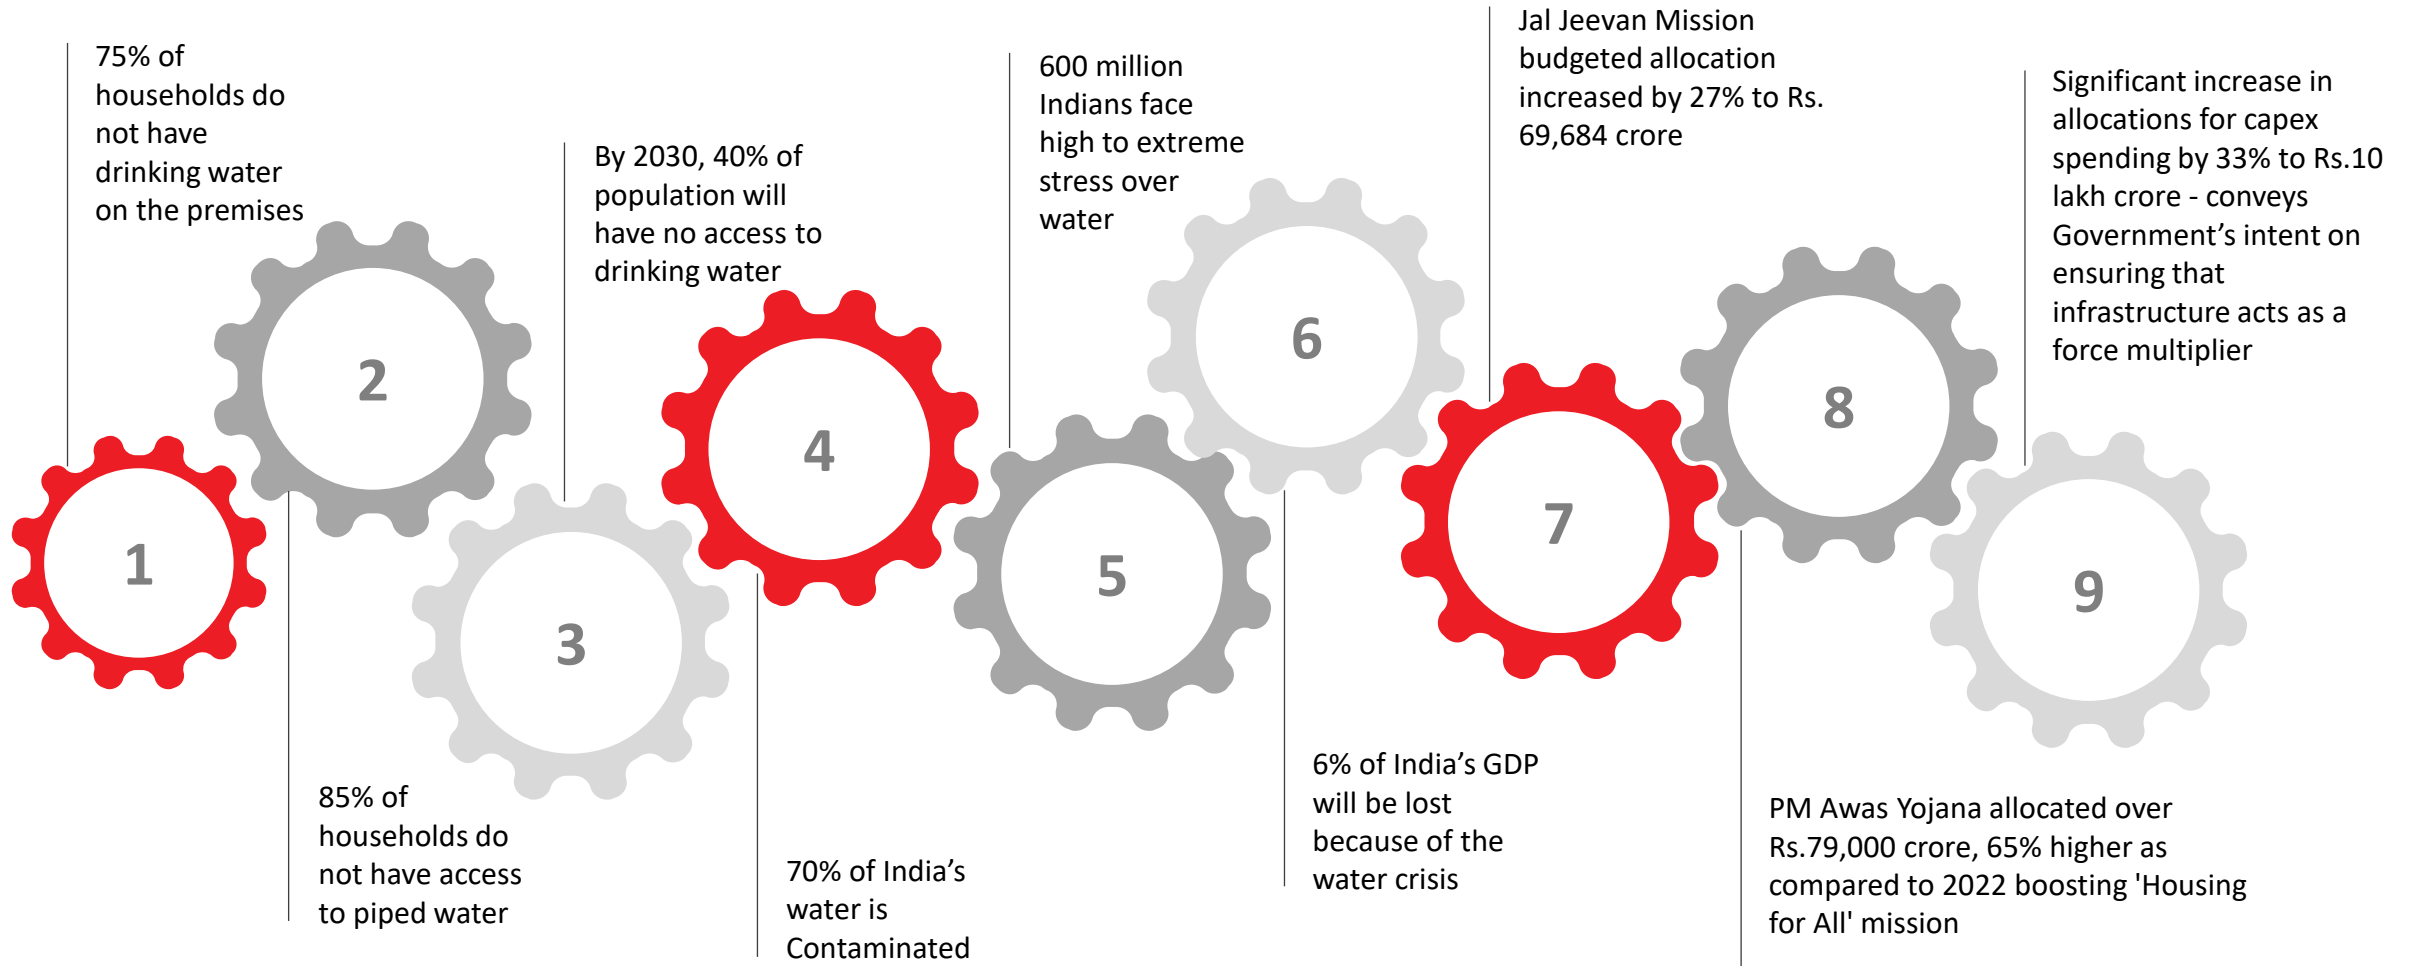 75% of
households do
not have
drinking water
on the premises
1
2
85% of
households do
not have access
to piped water
By 2030, 40% of
population will
have no access to
drinking water
3
4
70% of India’s
water is
Contaminated
600 million
Indians face
high to extreme
stress over
water
5
6
6% of India’s GDP
will be lost
because of the
water crisis
Jal Jeevan Mission
budgeted allocation
increased by 27% to Rs.
69,684 crore
7
8
PM Awas Yojana allocated over
Rs.79,000 crore, 65% higher as
compared to 2022 boosting 'Housing
for All' mission
Significant increase in
allocations for capex
spending by 33% to Rs.10
lakh crore - conveys
Government’s intent on
ensuring that
infrastructure acts as a
force multiplier
9